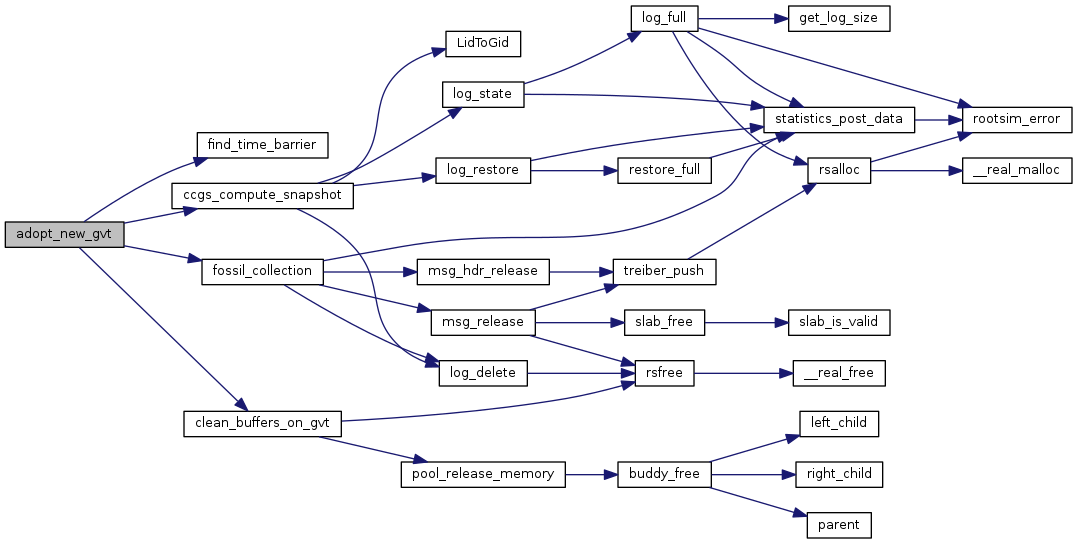 adopt_new_gvt
find_time_barrier
ccgs_compute_snapshot
fossil_collection
clean_buffers_on_gvt
LidToGid
log_state
log_restore
msg_hdr_release
msg_release
log_delete
pool_release_memory
log_full
restore_full
treiber_push
slab_free
rsfree
buddy_free
get_log_size
statistics_post_data
rsalloc
slab_is_valid
__real_free
left_child
right_child
parent
rootsim_error
__real_malloc